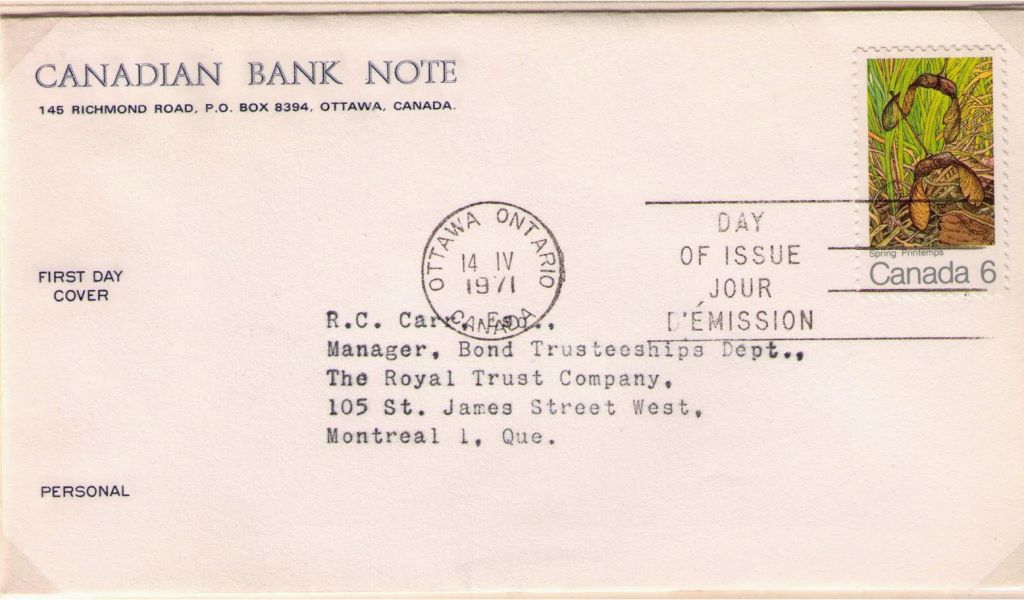 CANADIAN BANK NOTE
145 RICHMOND ROAD, P.O. BOX 8394, OTTAWA, CANADA.
Spring Printemps
Canada 6
OTTAWA ONTARIO
14 IV
1971
CANADA
DAY
OF ISSUE
JOUR
D'ÉMISSION
FIRST DAY
COVER
R.C. Carr, Esq.,
Manager, Bond Trusteeships Dept.,
The Royal Trust Company,
105 St. James Street West,
Montreal 1, Que.
PERSONAL